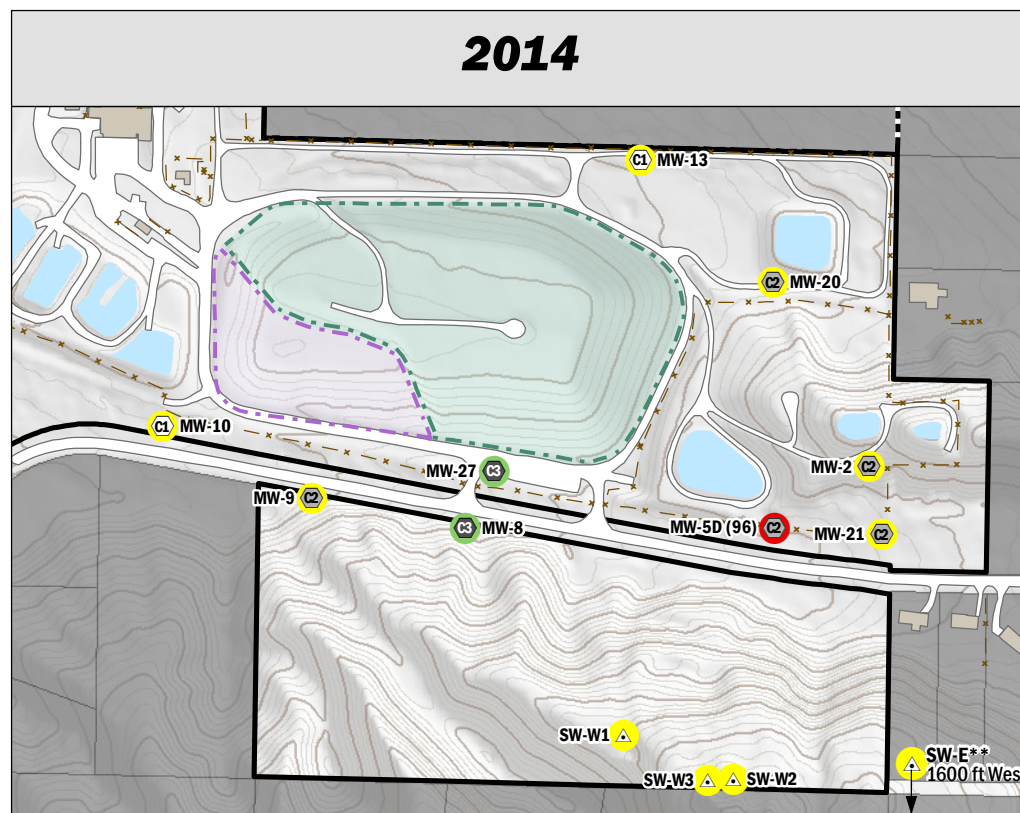 2014
C1 MW-13
C2 MW-20
C1 MW-10
MW-27 C3
MW-2 C2
MW-9 C2
C3 MW-8
MW-5D (96) C2
MW-21 C2
SW-W1
SW-E**
1600 ft Wes
SW-W3
SW-W2